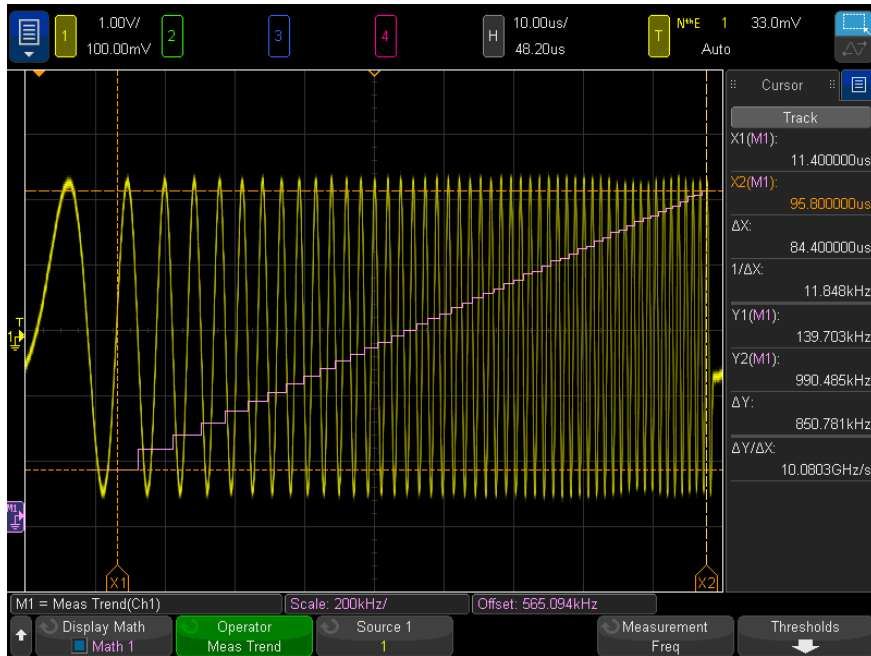 1.00V/ 10.00us/ NthE 1 33.0mV
1 2 3 4 H T
100.00mV 48.20us Auto
Cursor
Track
X1(M1):
11.400000us
X2(M1):
95.800000us
ΔX:
84.400000us
1/ΔX:
11.848kHz
Y1(M1):
139.703kHz
Y2(M1):
990.485kHz
ΔY:
850.781kHz
ΔY/ΔX:
10.0803GHz/s
T
1
M1
X1 X2
M1 = Meas Trend(Ch1) Scale: 200kHz/ Offset: 565.094kHz
Display Math Operator Source 1 Measurement Thresholds
Math 1 Meas Trend 1 Freq